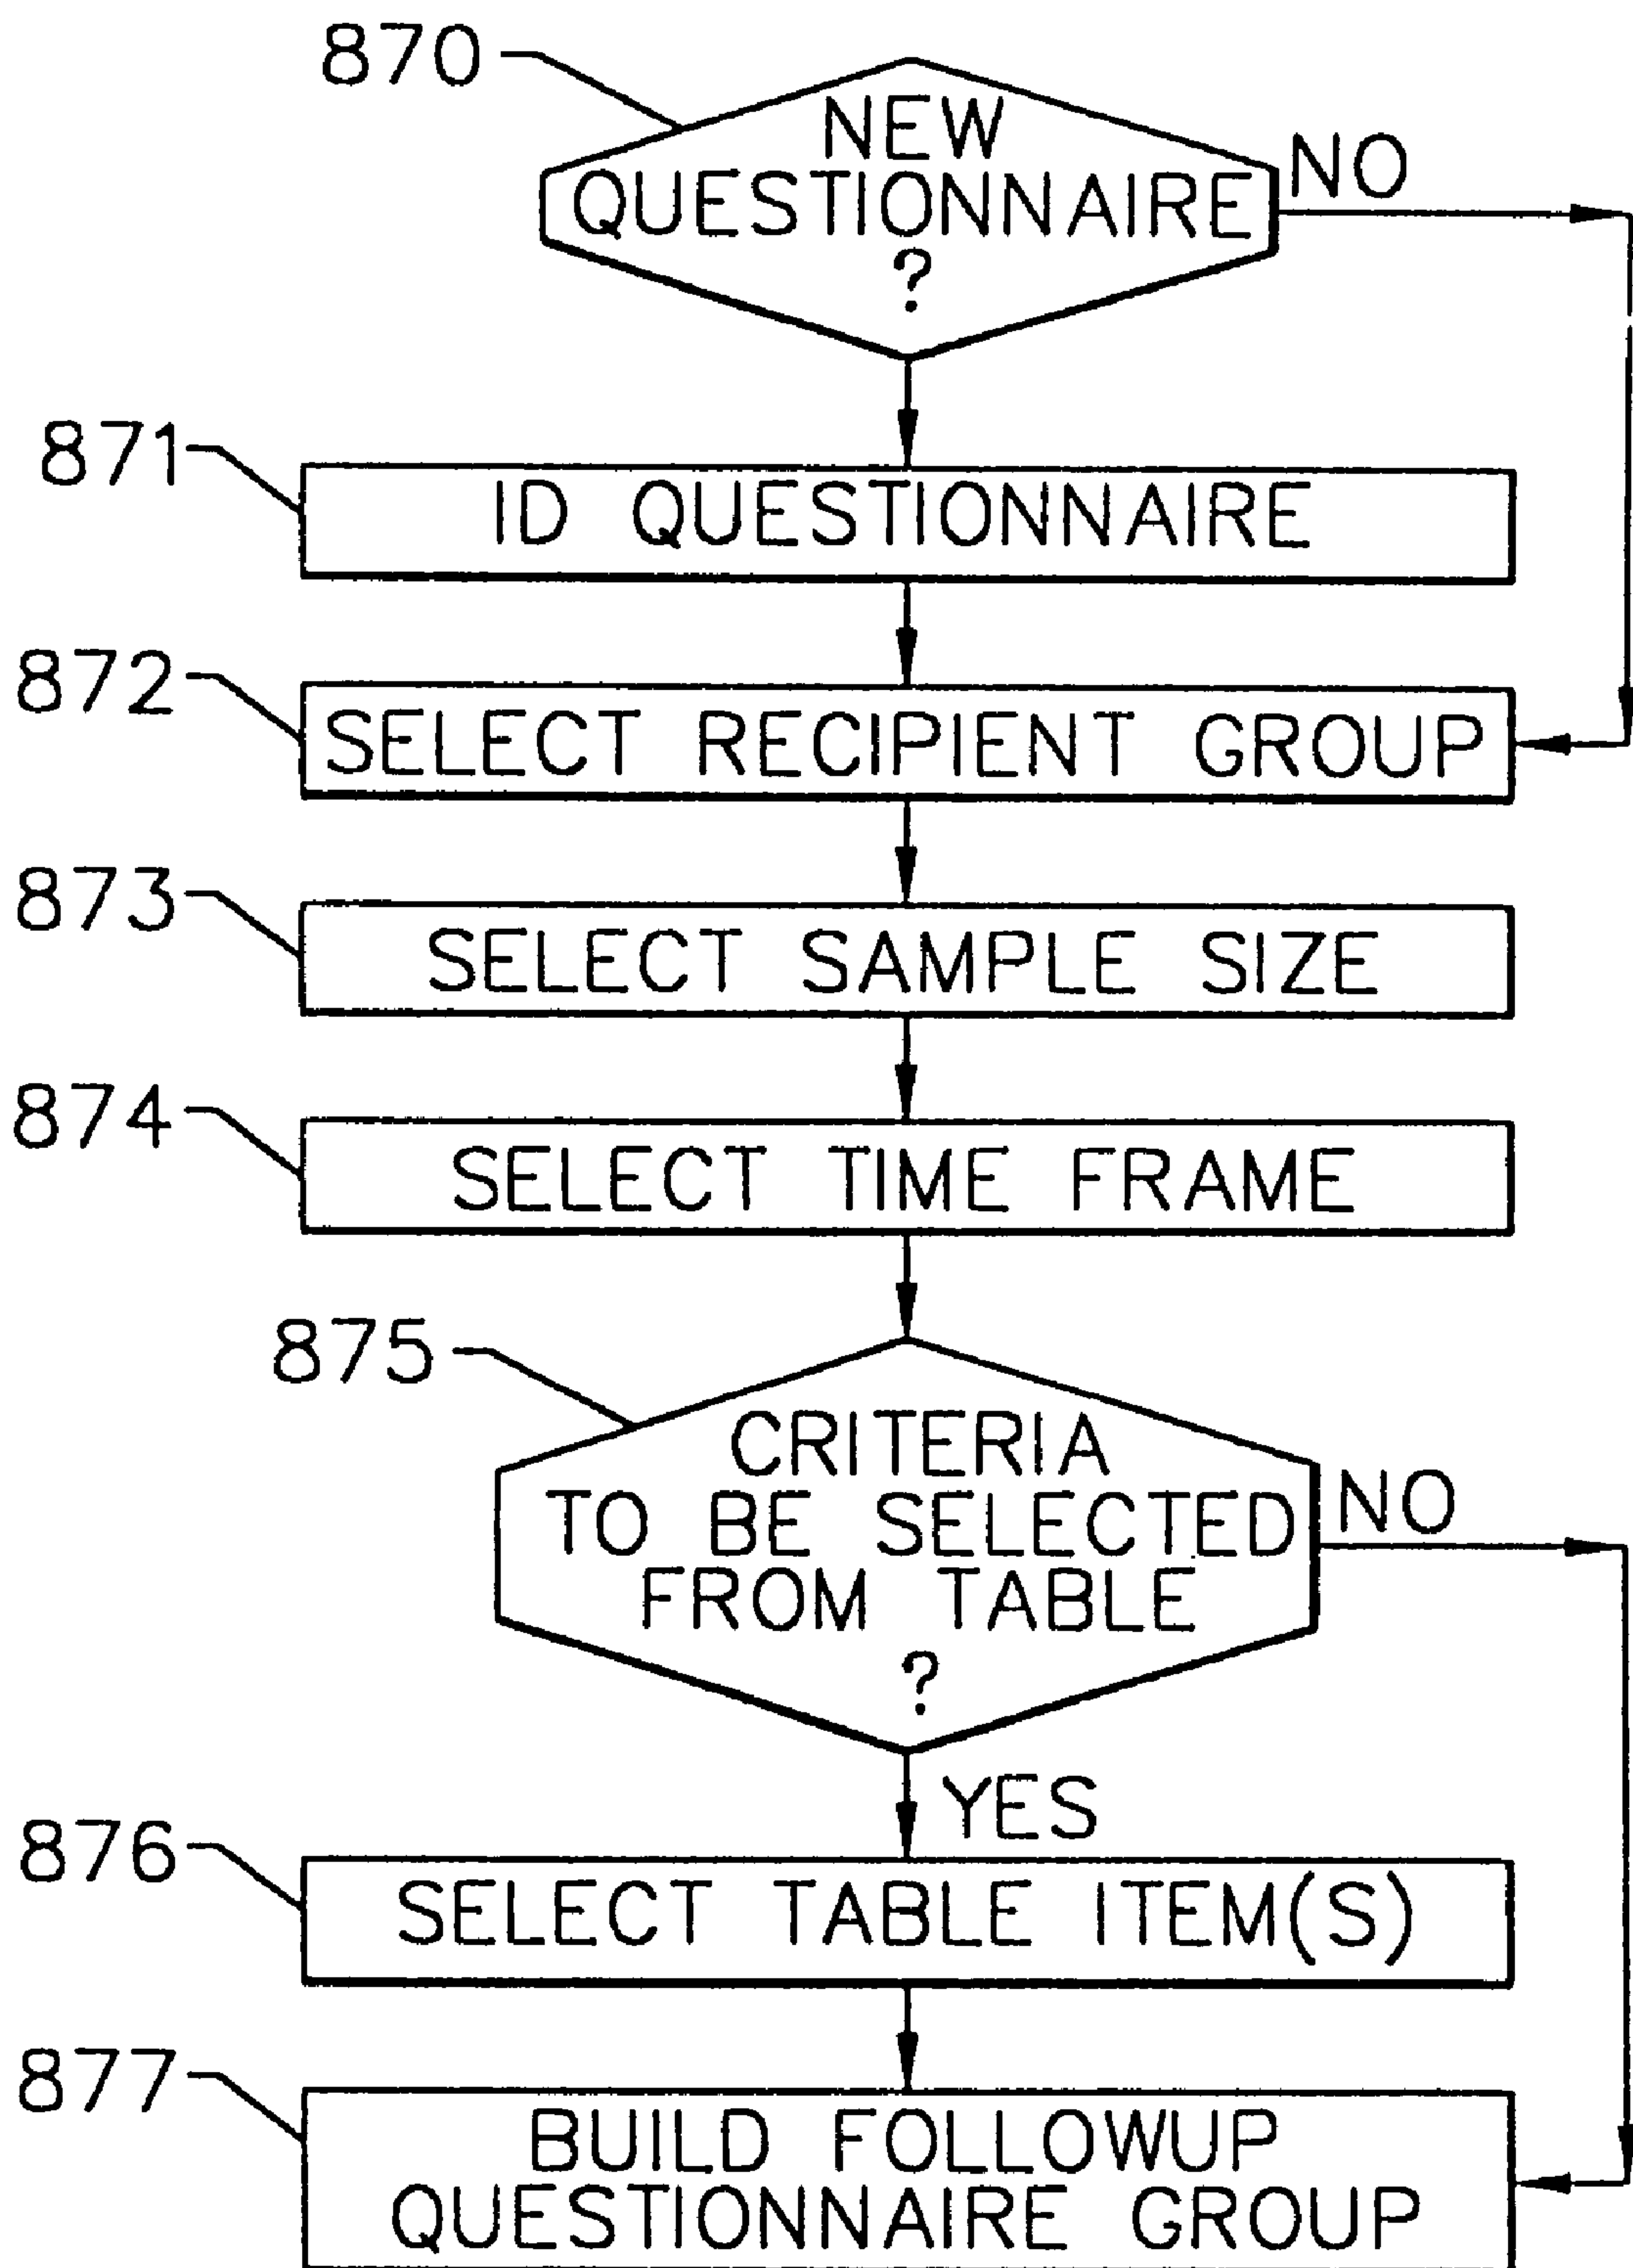 870
NEW
QUESTIONNAIRE
?
NO
871
ID QUESTIONNAIRE
872
SELECT RECIPIENT GROUP
873
SELECT SAMPLE SIZE
874
SELECT TIME FRAME
875
CRITERIA
TO BE SELECTED
FROM TABLE
?
NO
YES
876
SELECT TABLE ITEM(S)
877
BUILD FOLLOWUP
QUESTIONNAIRE GROUP